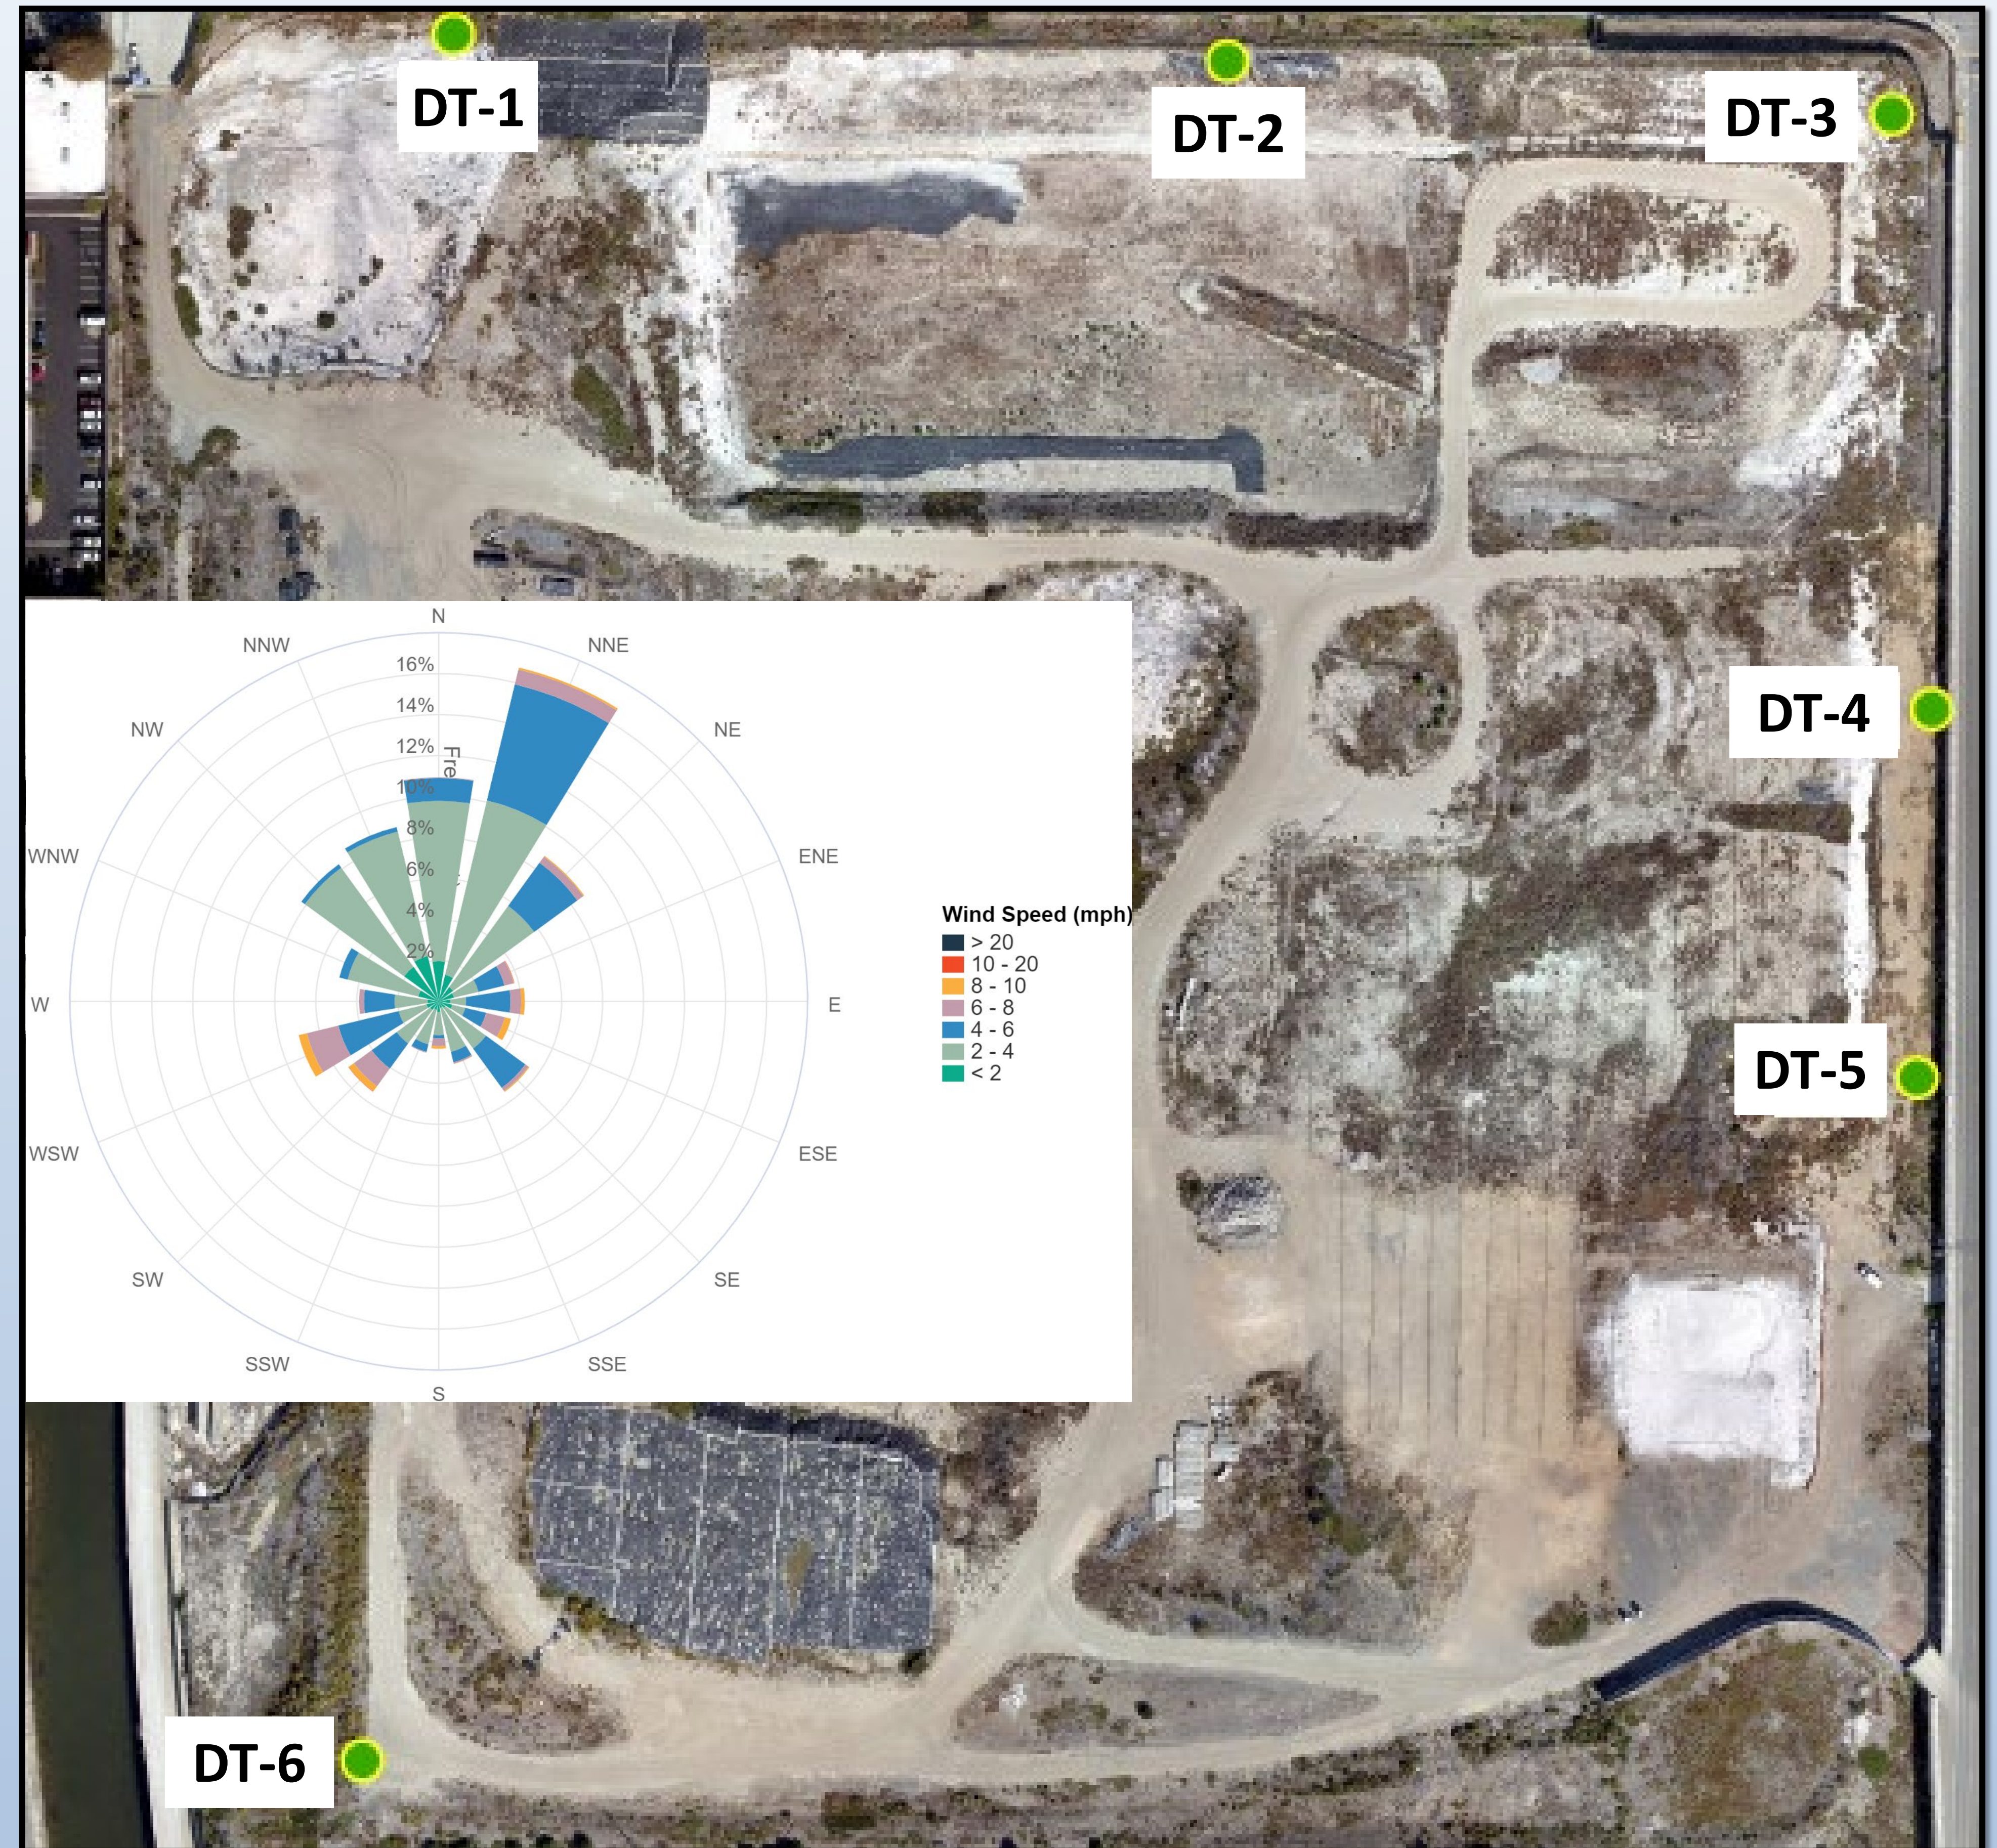 DT-1
DT-2
DT-3
N
NNW
NNE
16%
14%
NW
NE
12%
Fre
10%
8%
WNW
ENE
6%
4%
2%
W
E
WSW
ESE
SW
SE
SSW
SSE
S
Wind Speed (mph)
> 20
10 - 20
8 - 10
6 - 8
4 - 6
2 - 4
< 2
DT-4
DT-5
DT-6